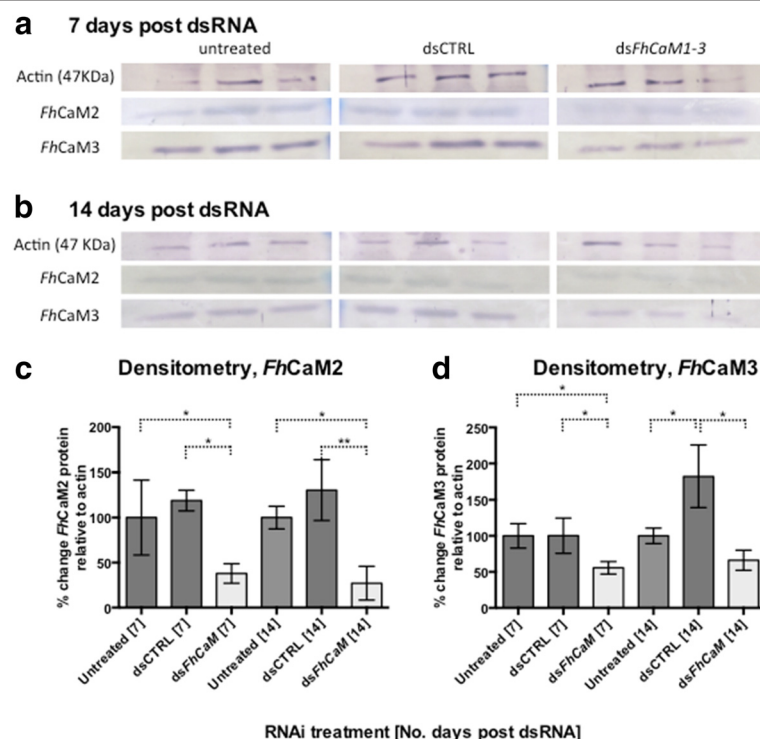 a 7 days post dsRNA
untreated dsCTRL dsFhCaM1-3
Actin (47KDa)
FhCaM2
FhCaM3
b 14 days post dsRNA
Actin (47 KDa)
FhCaM2
FhCaM3
c Densitometry, FhCaM2
% change FhCaM2 protein
relative to actin
200
150
100
50
0
* * * **
Untreated [7]
dsCTRL [7]
dsFhCaM [7]
Untreated [14]
dsCTRL [14]
dsFhCaM [14]
d Densitometry, FhCaM3
% change FhCaM3 protein
relative to actin
250
200
150
100
50
0
* * * *
Untreated [7]
dsCTRL [7]
dsFhCaM [7]
Untreated [14]
dsCTRL [14]
dsFhCaM [14]
RNAi treatment [No. days post dsRNA]